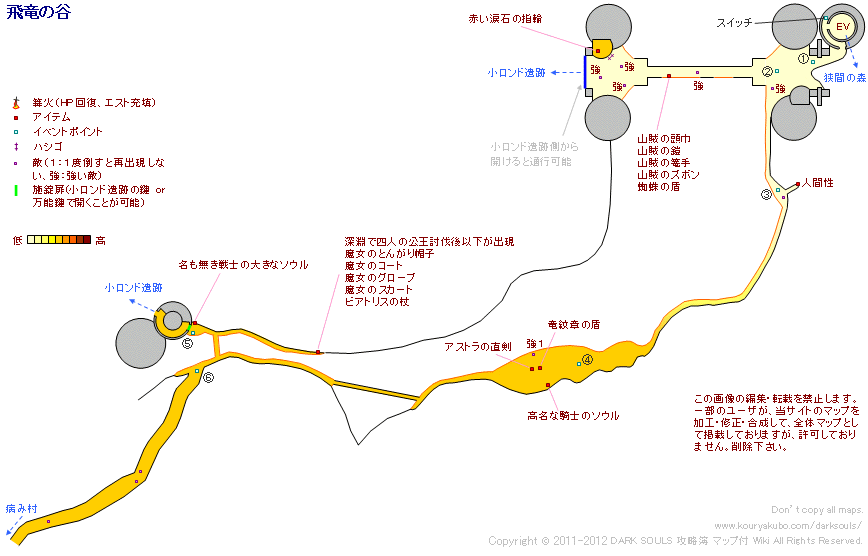 飛竜の谷
篝火(HP回復、エスト充填)
アイテム
イベントポイント
ハシゴ
敵(1:1度倒すと再出現しな
い、強:強い敵)
施錠扉(小ロンド遺跡の鍵 or
万能鍵で開くことが可能)
低
高
赤い涙石の指輪
スイッチ
EV
①
小ロンド遺跡
強
強
強
②
強
強
狭間の森
小ロンド遺跡側から
開けると通行可能
山賊の頭巾
山賊の鎧
山賊の篭手
山賊のズボン
蜘蛛の盾
人間性
③
深淵で四人の公王討伐後以下が出現
魔女のとんがり帽子
魔女のコート
魔女のグローブ
魔女のスカート
ビアトリスの杖
名も無き戦士の大きなソウル
小ロンド遺跡
⑤
⑥
竜紋章の盾
強1
アストラの直剣
④
高名な騎士のソウル
この画像の編集・転載を禁止します。
一部のユーザが、当サイトのマップを
加工・修正・合成して、全体マップとし
て掲載しておりますが、許可しており
ません。削除下さい。
病み村
Don't copy all maps.
www.kouryakubo.com/darksouls/
Copyright © 2011-2012 DARK SOULS 攻略簿 マップ付 Wiki All Rights Reserved.